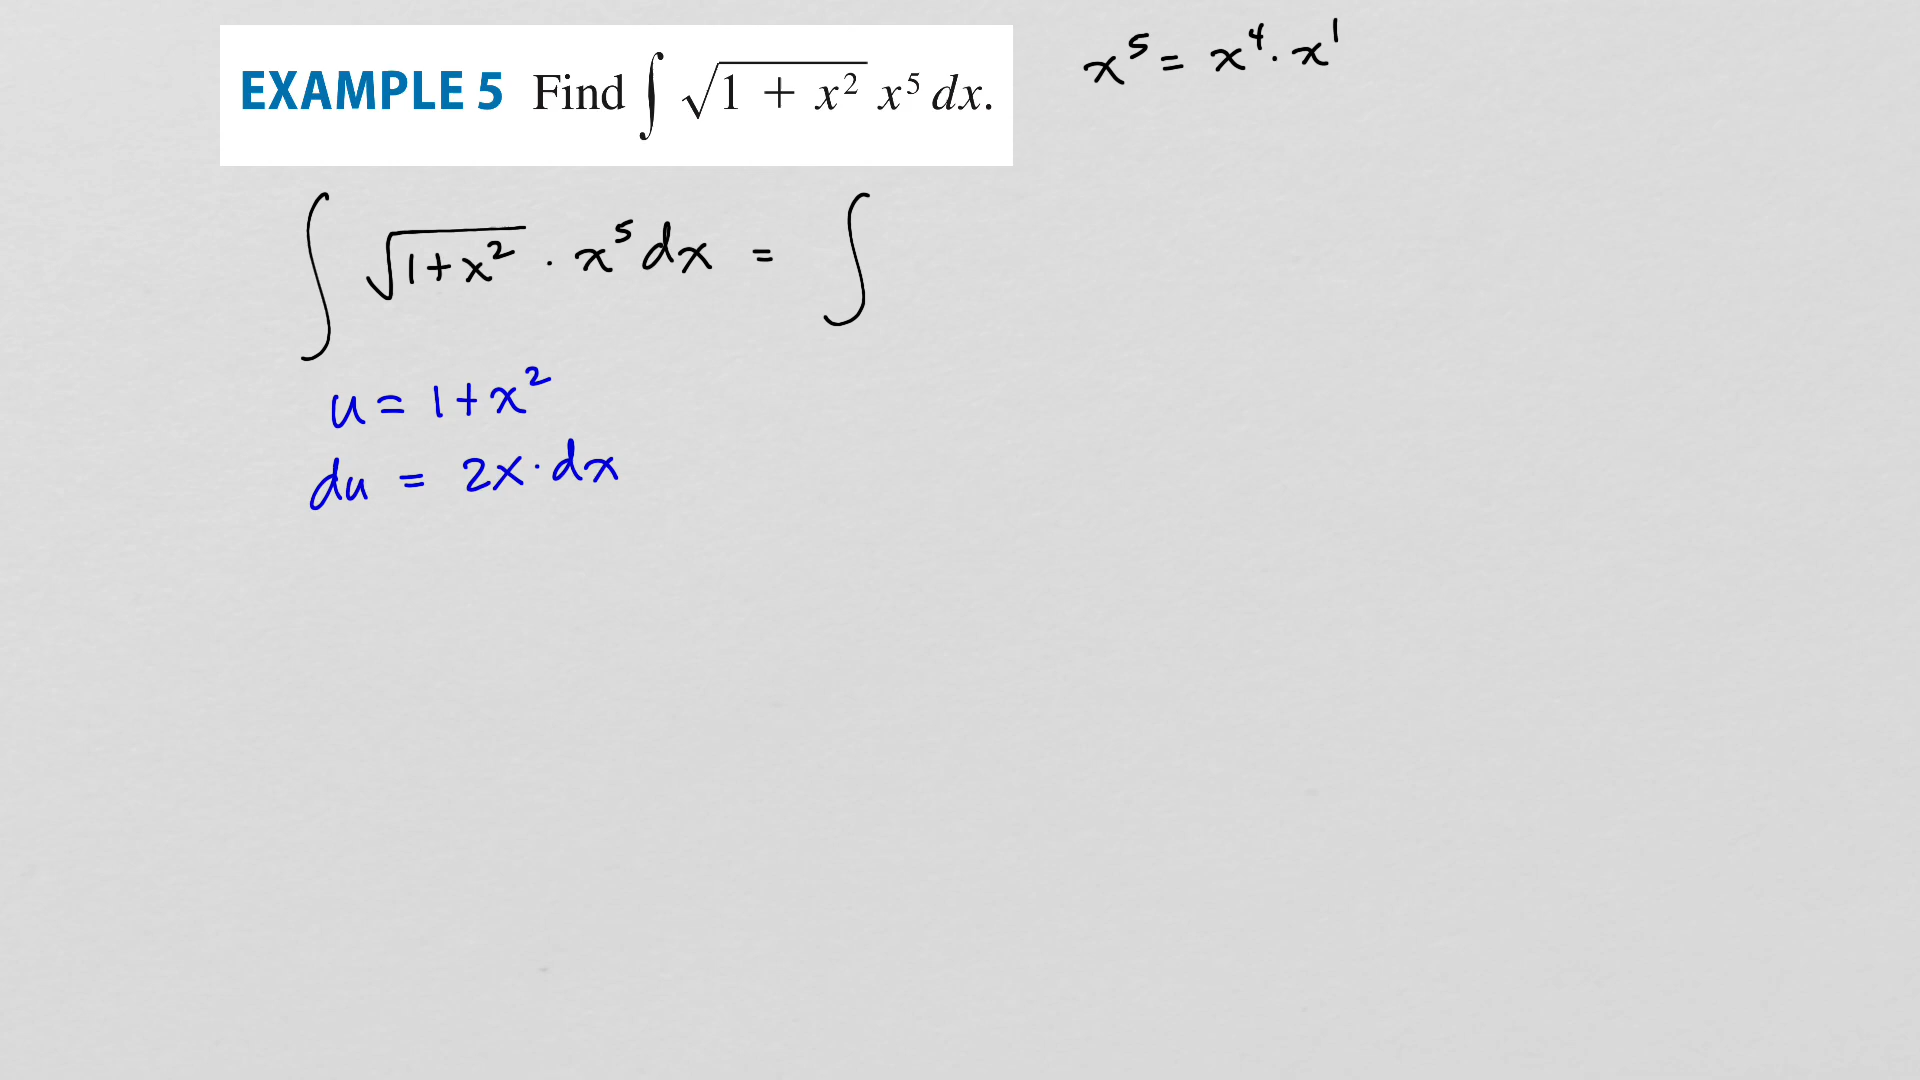 EXAMPLE 5 Find ∫ √(1 + x²) x⁵ dx.
x⁵ = x⁴ · x¹
∫ √(1+x²) · x⁵ dx = ∫
u = 1+x²
du = 2x · dx